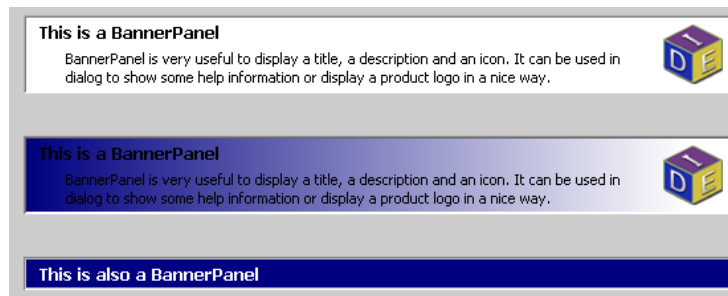 This is a BannerPanel
BannerPanel is very useful to display a title, a description and an icon. It can be used in
dialog to show some help information or display a product logo in a nice way.
I
D E
This is a BannerPanel
BannerPanel is very useful to display a title, a description and an icon. It can be used in
dialog to show some help information or display a product logo in a nice way.
I
D E
This is also a BannerPanel